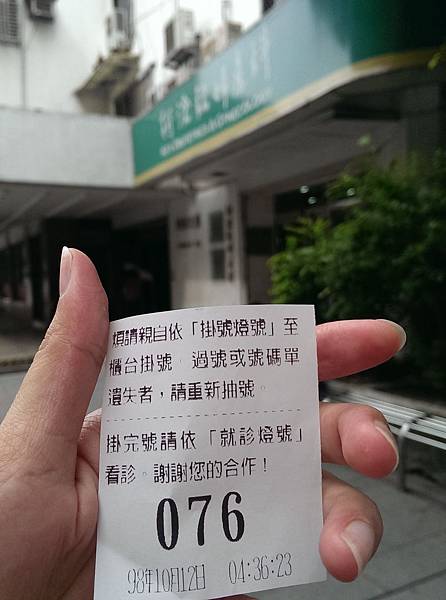 煩請親自依「掛號燈號」至
櫃台掛號。過號或號碼單
遺失者,請重新抽號。
掛完號請依「就診燈號」
看診。謝謝您的合作!
076
98年10月12日 04:36:23